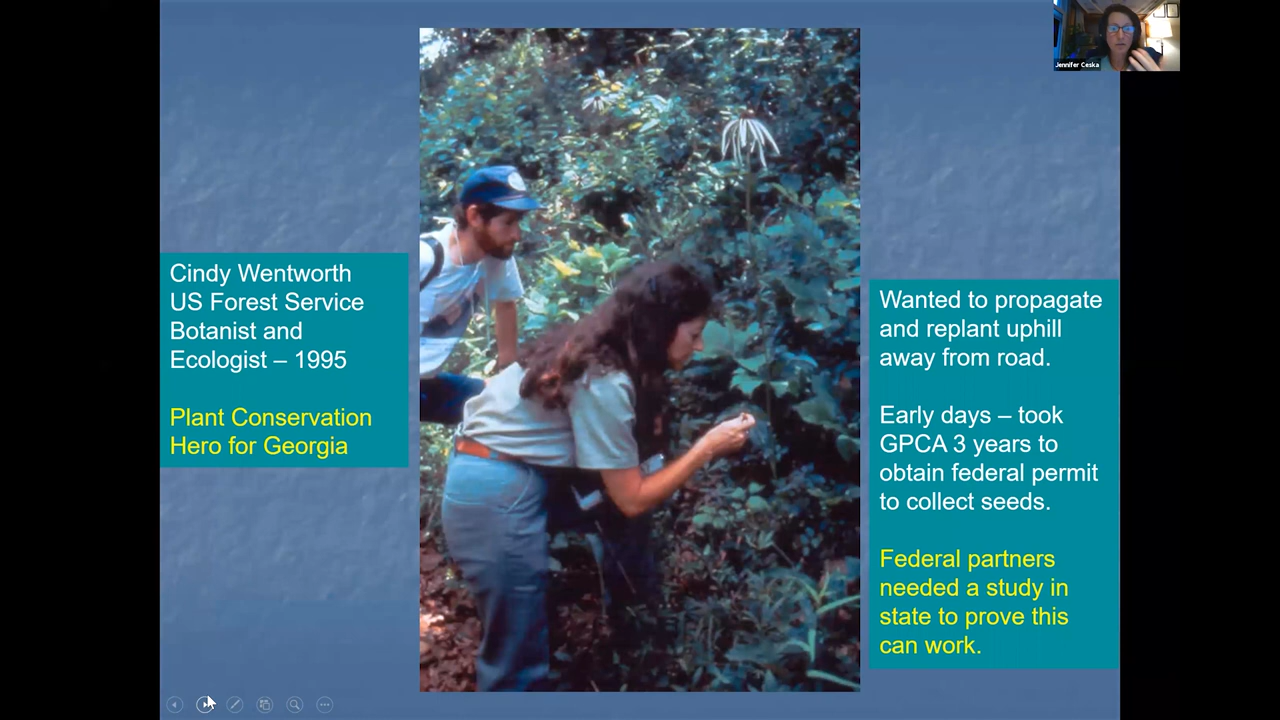 Jennifer Ceska
Cindy Wentworth
US Forest Service
Botanist and
Ecologist – 1995
Plant Conservation
Hero for Georgia
Wanted to propagate
and replant uphill
away from road.
Early days – took
GPCA 3 years to
obtain federal permit
to collect seeds.
Federal partners
needed a study in
state to prove this
can work.